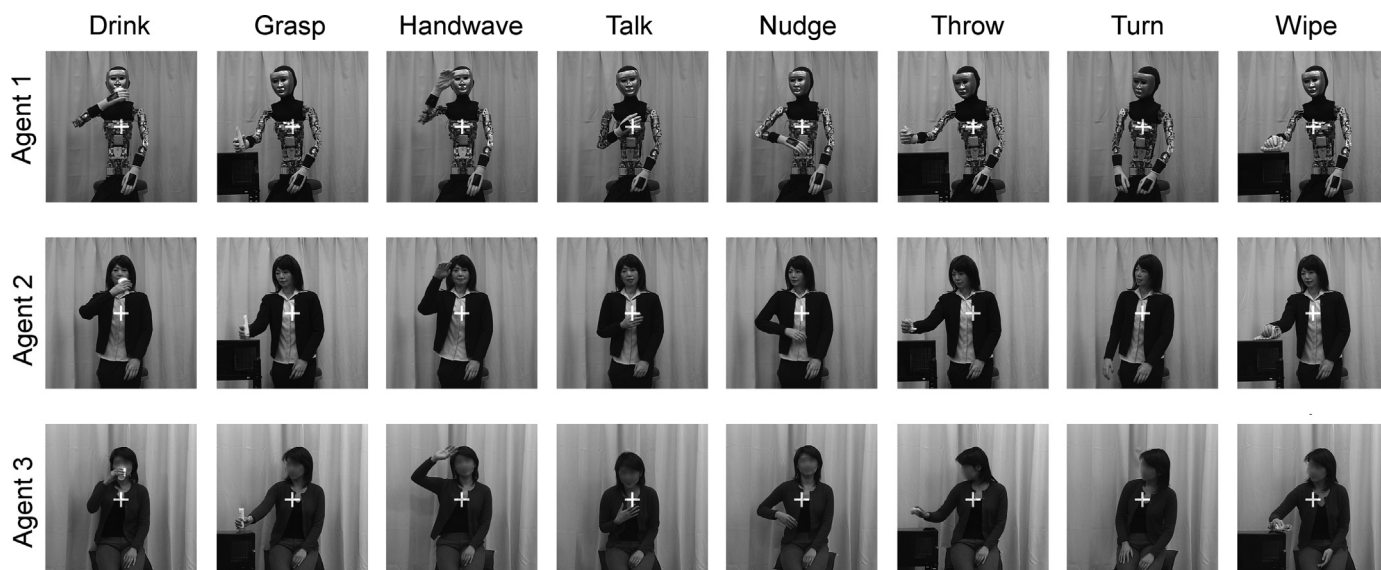 Drink Grasp Handwave Talk Nudge Throw Turn Wipe
Agent 1
Agent 2
Agent 3